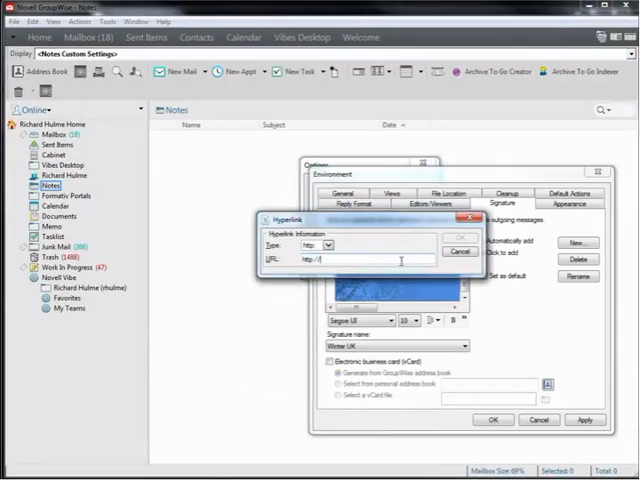 Novell GroupWise - Notes
File Edit View Actions Tools Window Help
Home Mailbox (18) Sent Items Contacts Calendar Vibes Desktop Welcome
Display <Notes Custom Settings>
Address Book New Mail New Appt New Task Archive To Go Creator Archive To Go Indexer
Online
Notes
Name Subject Date
Richard Hulme Home
Mailbox (18)
Sent Items
Cabinet
Vibes Desktop
Richard Hulme
Notes
Formativ Portals
Calendar
Documents
Memo
Tasklist
Junk Mail (268)
Trash (1488)
Work In Progress (47)
Novell Vibe
Richard Hulme (rhulme)
Favorites
My Teams
Options
Environment
General Views File Location Cleanup Default Actions
Reply Format Editors/Viewers Signature Appearance
outgoing messages.
Automatically add
Click to add
Set as default
New...
Delete
Rename
Hyperlink
Hyperlink Information
Type: http:
URL: http://
OK
Cancel
Segoe UI 10 B
Signature name:
Winter UK
Electronic business card (vCard)
Generate from GroupWise address book
Select from personal address book
Select a vCard file
OK Cancel Apply
Mailbox Size: 69% Selected: 0 Total: 0